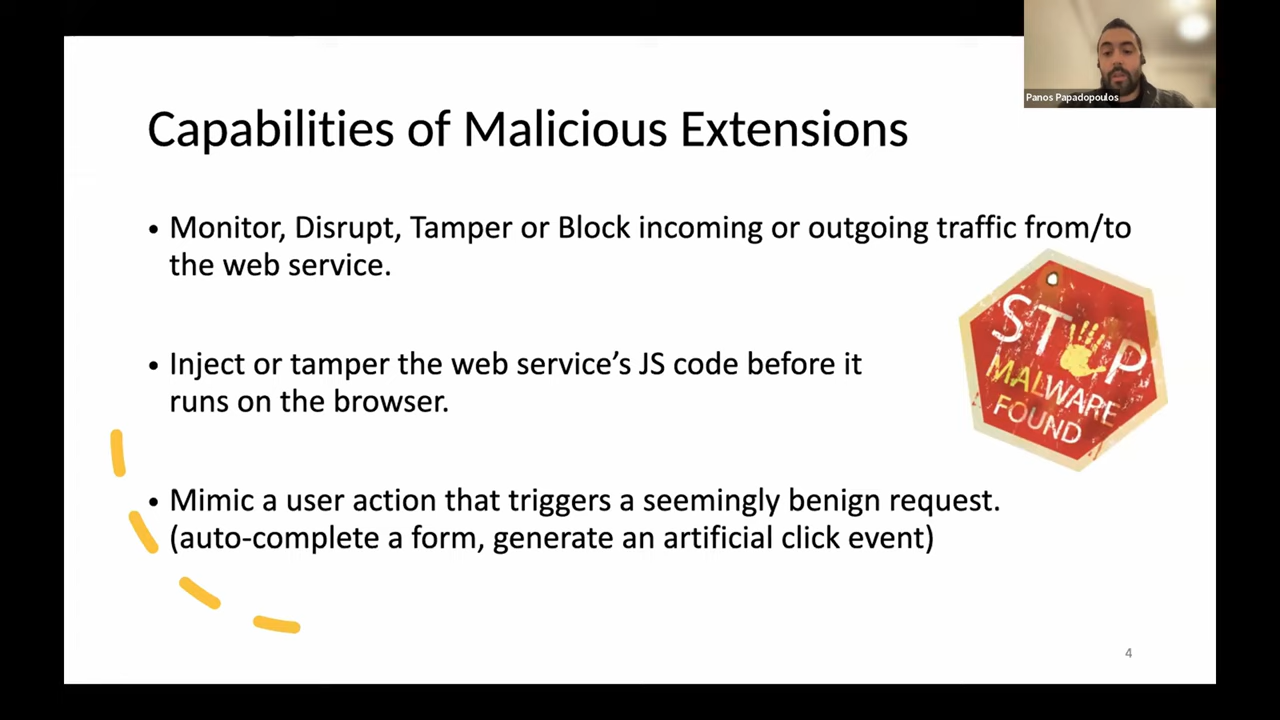 Panos Papadopoulos
Capabilities of Malicious Extensions
• Monitor, Disrupt, Tamper or Block incoming or outgoing traffic from/to
the web service.
• Inject or tamper the web service’s JS code before it
runs on the browser.
STOP
MALWARE
FOUND
• Mimic a user action that triggers a seemingly benign request.
(auto-complete a form, generate an artificial click event)
4